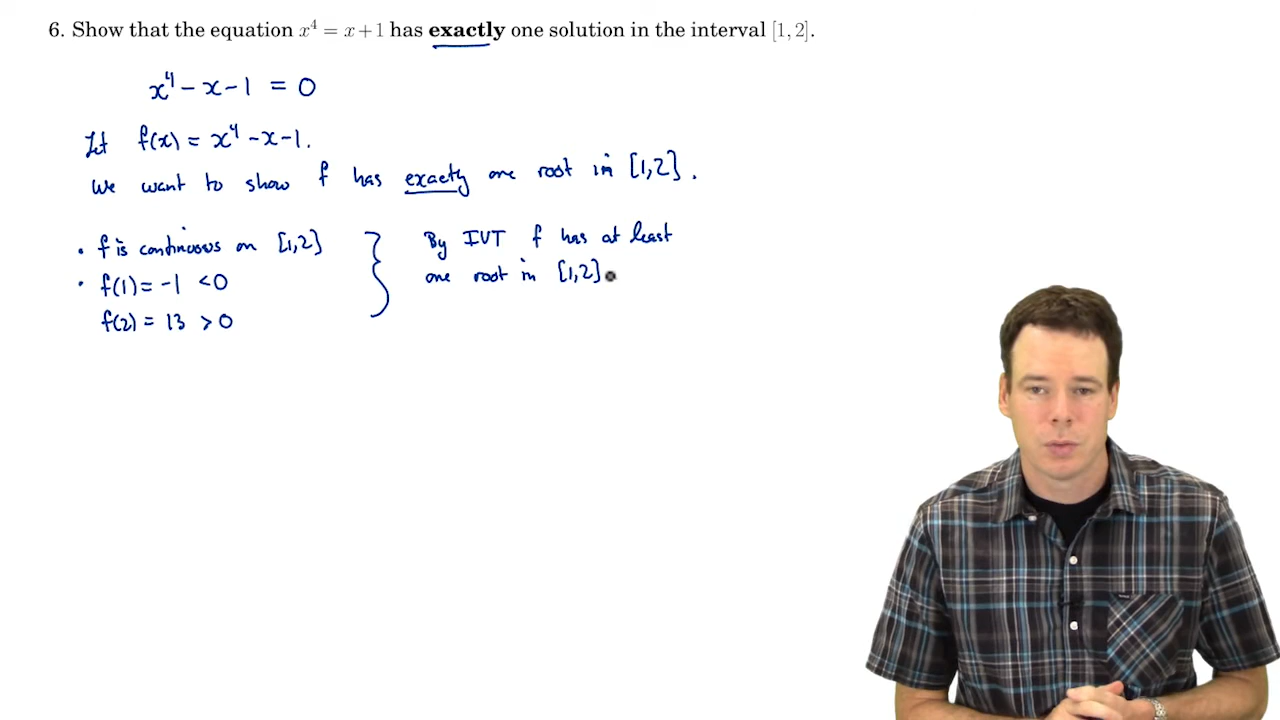 6. Show that the equation x⁴ = x + 1 has exactly one solution in the interval [1, 2].
x⁴ - x - 1 = 0
Let f(x) = x⁴ - x - 1.
We want to show f has exacty one root in [1,2].
• f is continuous on [1,2]
• f(1) = -1 < 0
f(2) = 13 > 0
By IVT f has at least
one root in [1,2]